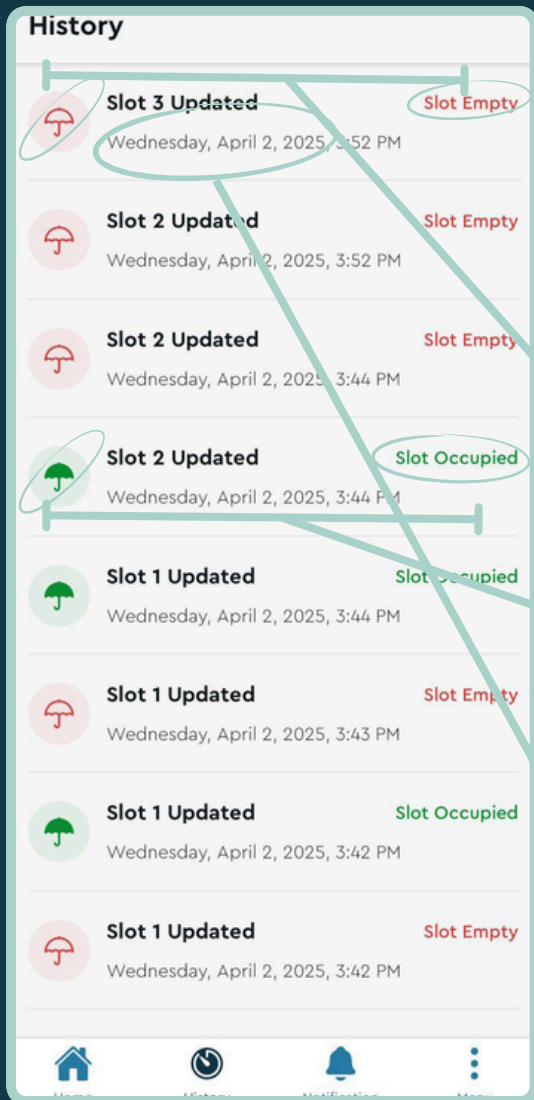 History
Slot 3 Updated Slot Empty
Wednesday, April 2, 2025, 3:52 PM
Slot 2 Updated Slot Empty
Wednesday, April 2, 2025, 3:52 PM
Slot 2 Updated Slot Empty
Wednesday, April 2, 2025, 3:44 PM
Slot 2 Updated Slot Occupied
Wednesday, April 2, 2025, 3:44 PM
Slot 1 Updated Slot Occupied
Wednesday, April 2, 2025, 3:44 PM
Slot 1 Updated Slot Empty
Wednesday, April 2, 2025, 3:43 PM
Slot 1 Updated Slot Occupied
Wednesday, April 2, 2025, 3:42 PM
Slot 1 Updated Slot Empty
Wednesday, April 2, 2025, 3:42 PM